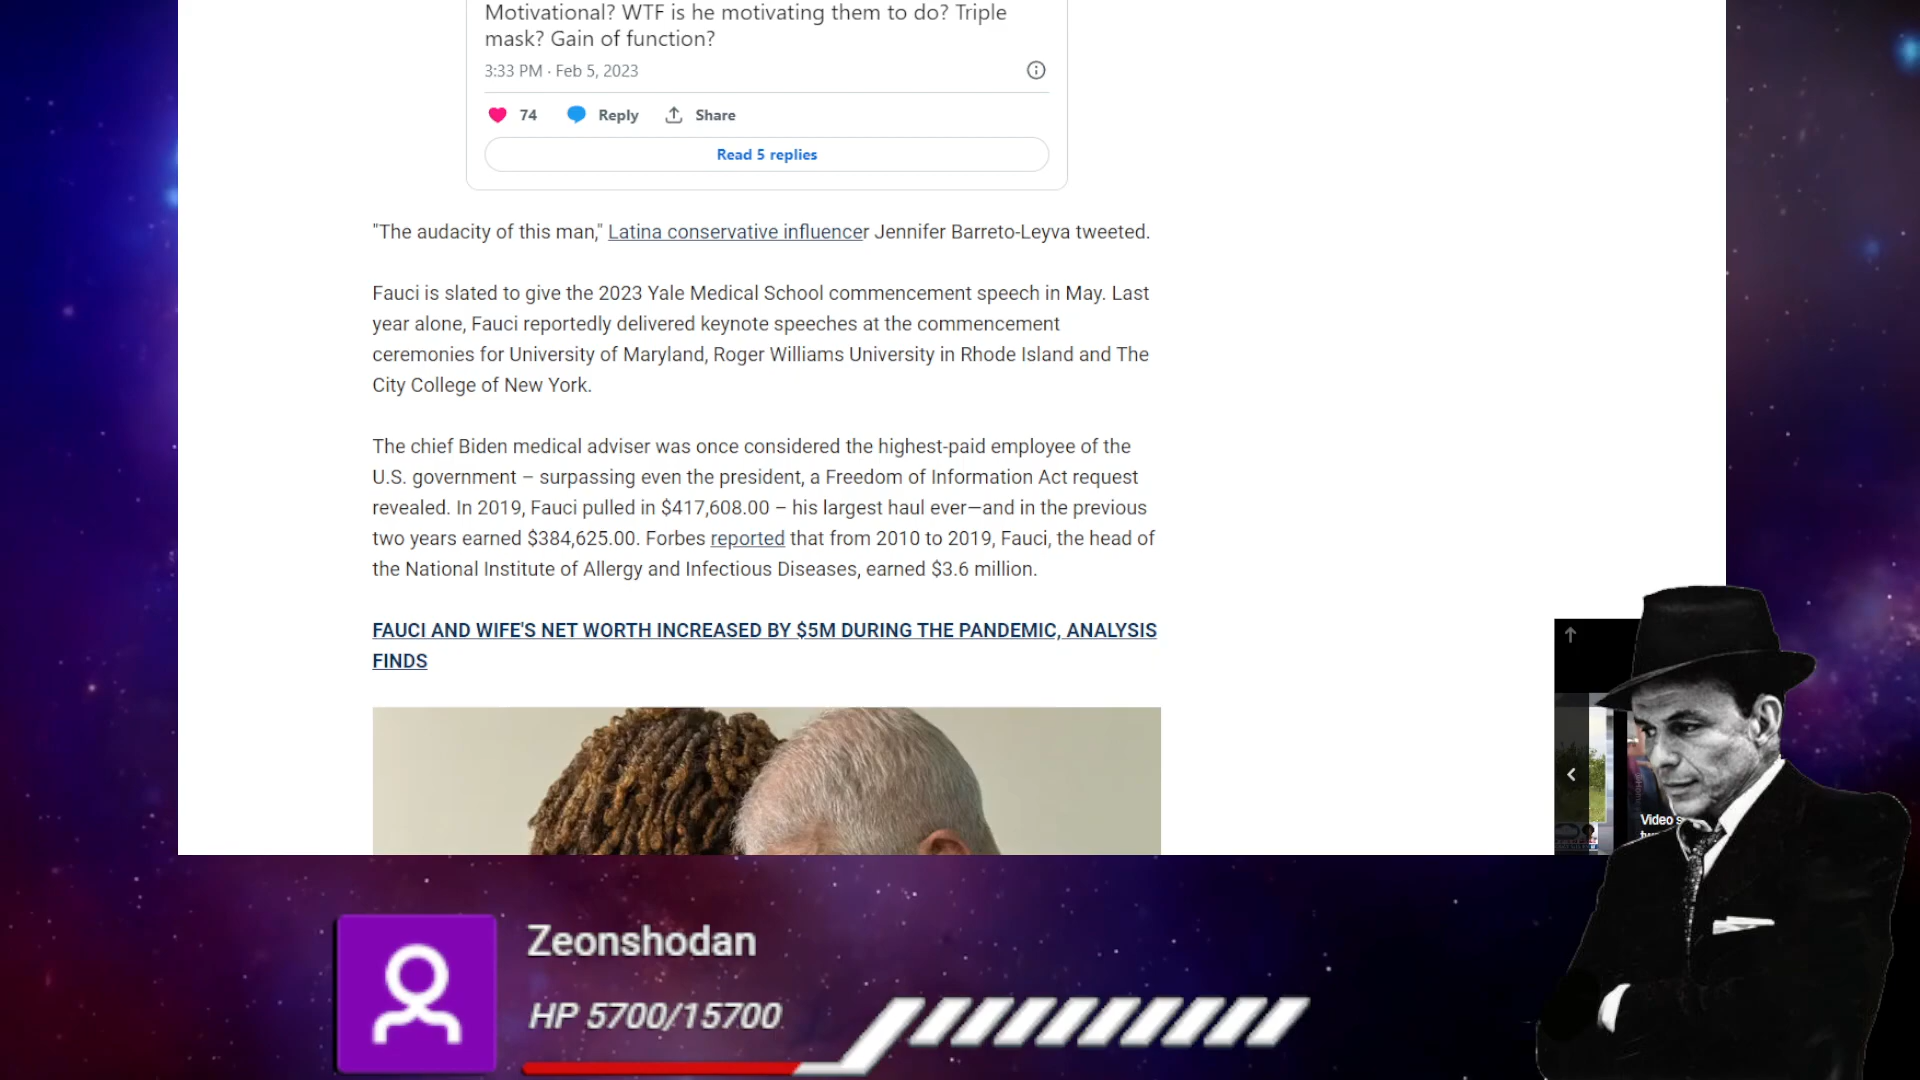 Motivational? WTF is he motivating them to do? Triple
mask? Gain of function?
3:33 PM · Feb 5, 2023
74 Reply Share
Read 5 replies
"The audacity of this man," Latina conservative influencer Jennifer Barreto-Leyva tweeted.
Fauci is slated to give the 2023 Yale Medical School commencement speech in May. Last
year alone, Fauci reportedly delivered keynote speeches at the commencement
ceremonies for University of Maryland, Roger Williams University in Rhode Island and The
City College of New York.
The chief Biden medical adviser was once considered the highest-paid employee of the
U.S. government – surpassing even the president, a Freedom of Information Act request
revealed. In 2019, Fauci pulled in $417,608.00 – his largest haul ever—and in the previous
two years earned $384,625.00. Forbes reported that from 2010 to 2019, Fauci, the head of
the National Institute of Allergy and Infectious Diseases, earned $3.6 million.
FAUCI AND WIFE'S NET WORTH INCREASED BY $5M DURING THE PANDEMIC, ANALYSIS
FINDS
Video
Zeonshodan
HP 5700/15700